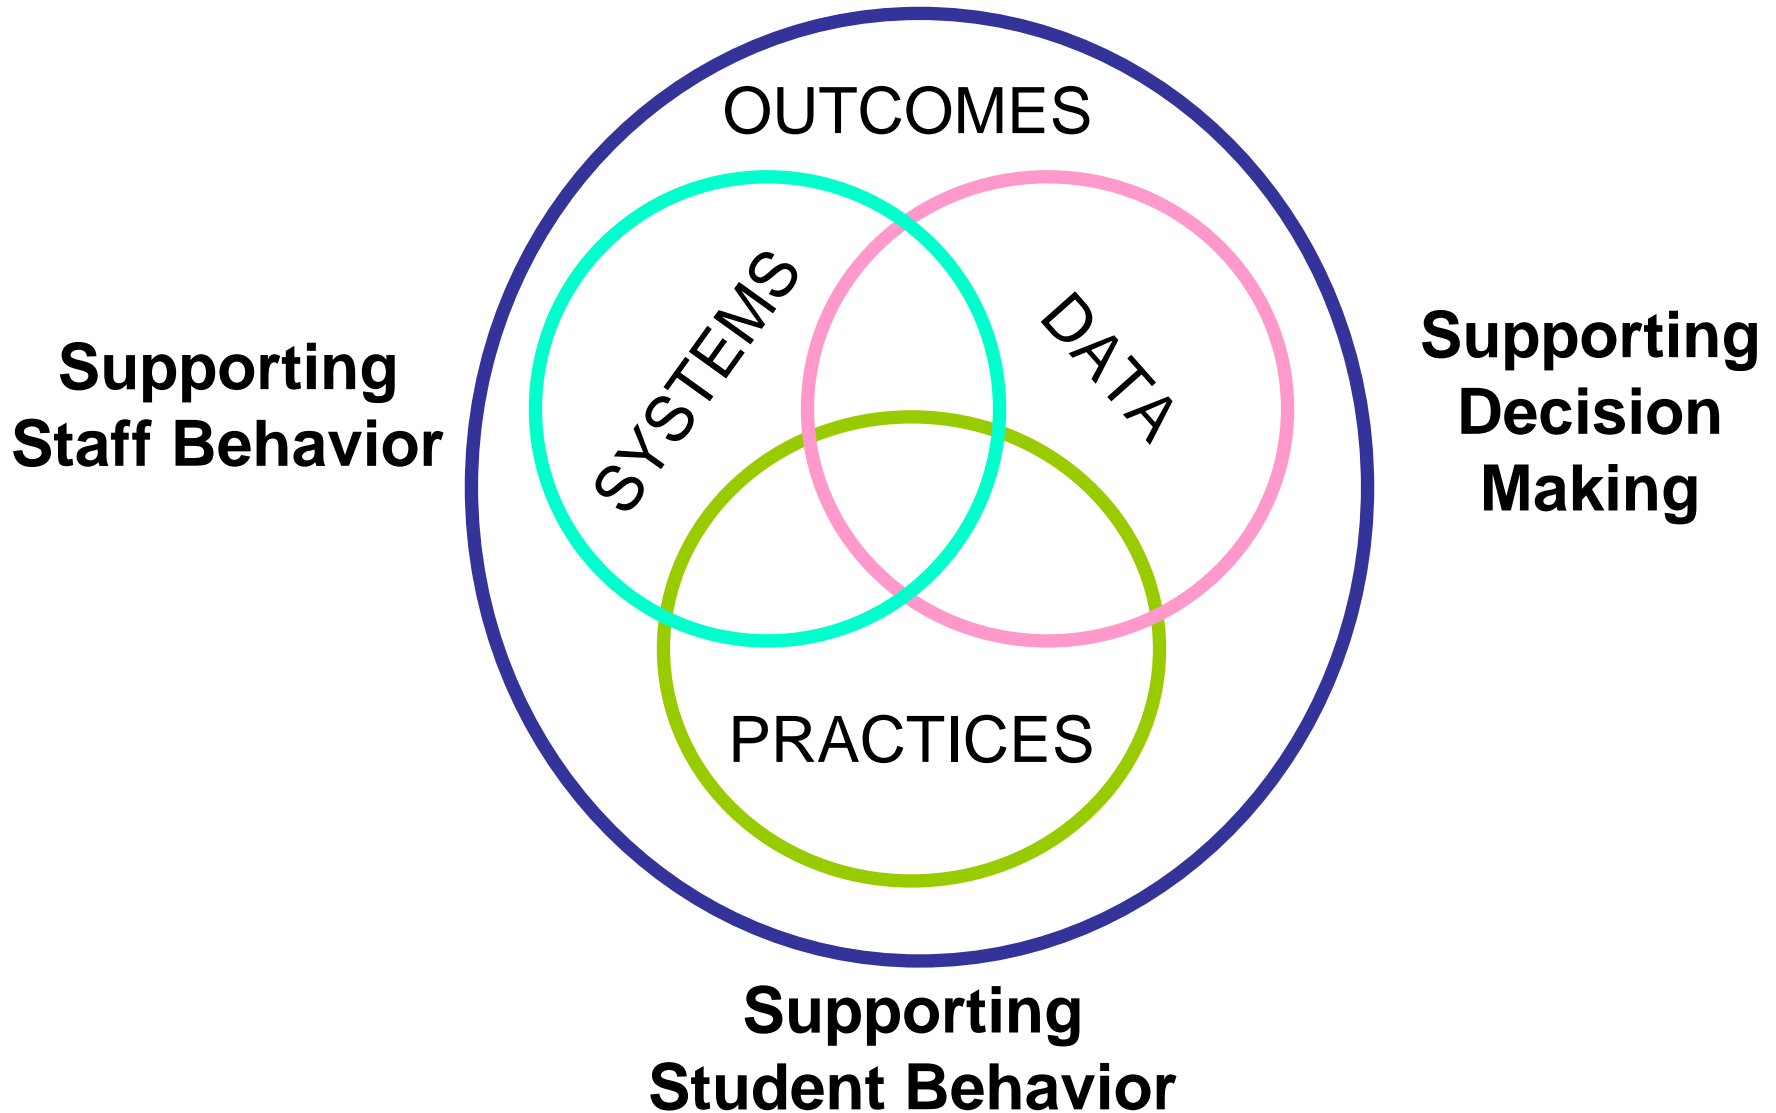 OUTCOMES
SYSTEMS
DATA
Supporting
Staff Behavior
Supporting
Decision
Making
PRACTICES
Supporting
Student Behavior